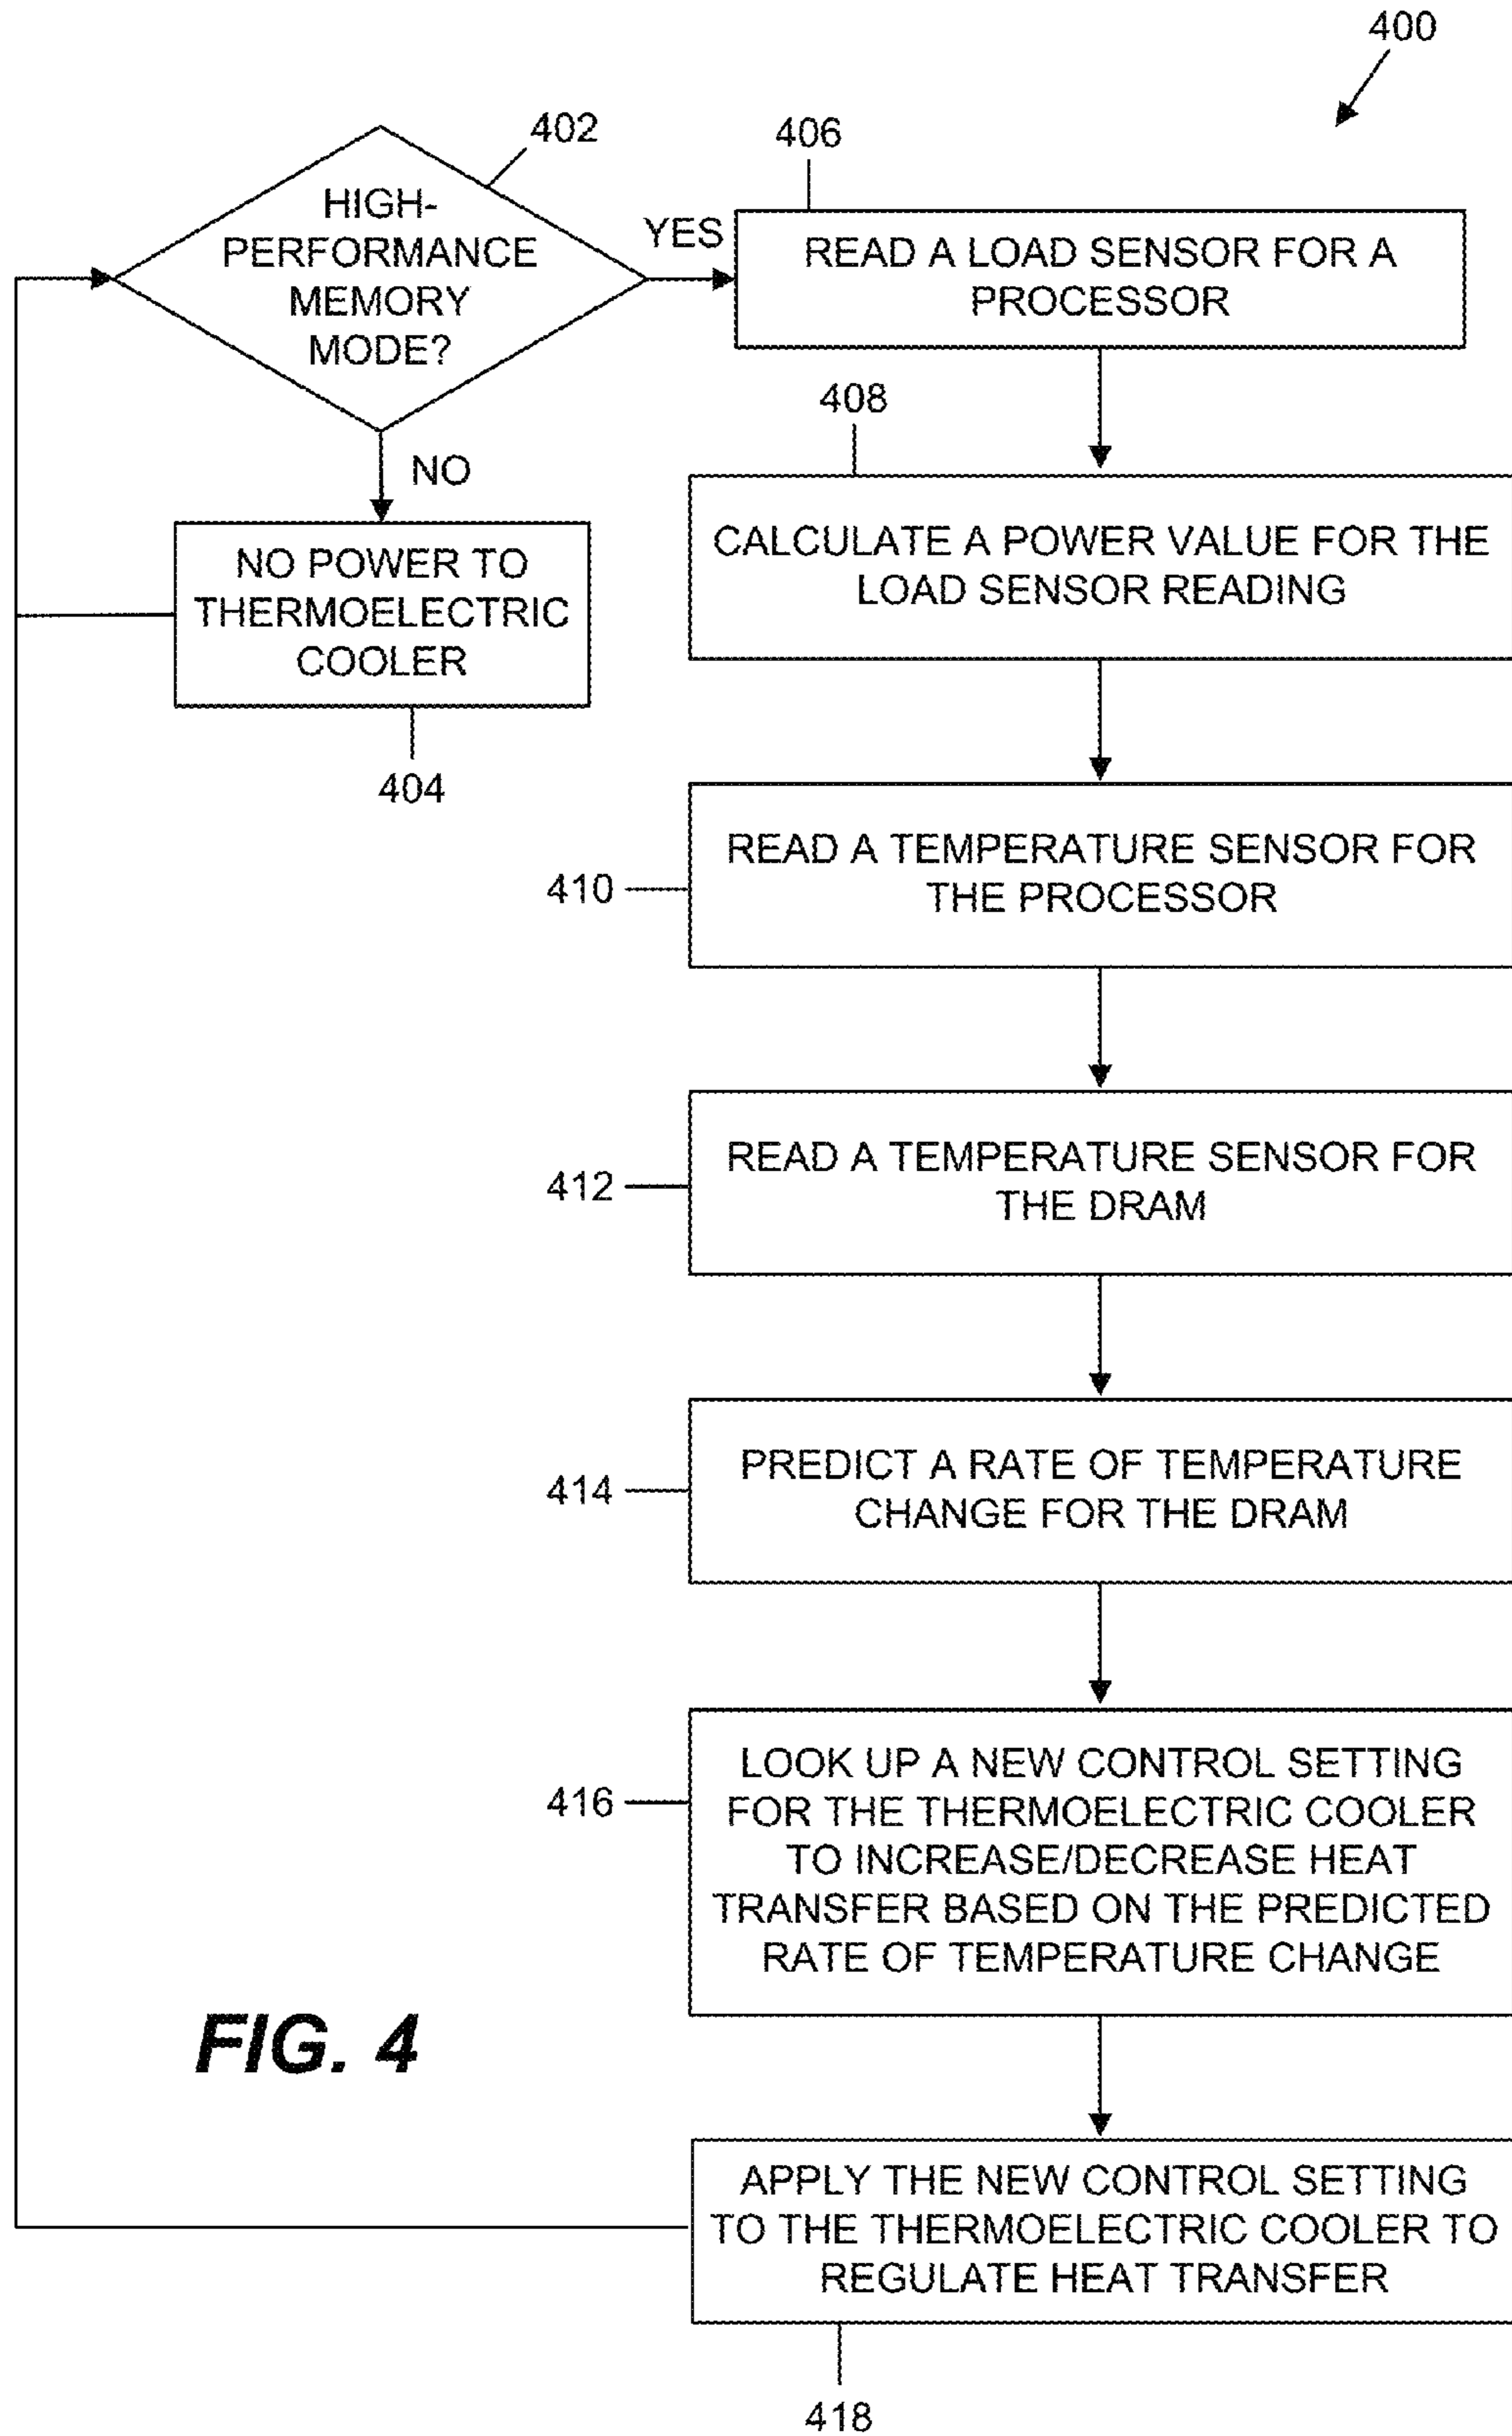 400
402
HIGH-
PERFORMANCE
MEMORY
MODE?
YES
NO
NO POWER TO
THERMOELECTRIC
COOLER
404
406
READ A LOAD SENSOR FOR A
PROCESSOR
408
CALCULATE A POWER VALUE FOR THE
LOAD SENSOR READING
410
READ A TEMPERATURE SENSOR FOR
THE PROCESSOR
412
READ A TEMPERATURE SENSOR FOR
THE DRAM
414
PREDICT A RATE OF TEMPERATURE
CHANGE FOR THE DRAM
416
LOOK UP A NEW CONTROL SETTING
FOR THE THERMOELECTRIC COOLER
TO INCREASE/DECREASE HEAT
TRANSFER BASED ON THE PREDICTED
RATE OF TEMPERATURE CHANGE
FIG. 4
APPLY THE NEW CONTROL SETTING
TO THE THERMOELECTRIC COOLER TO
REGULATE HEAT TRANSFER
418